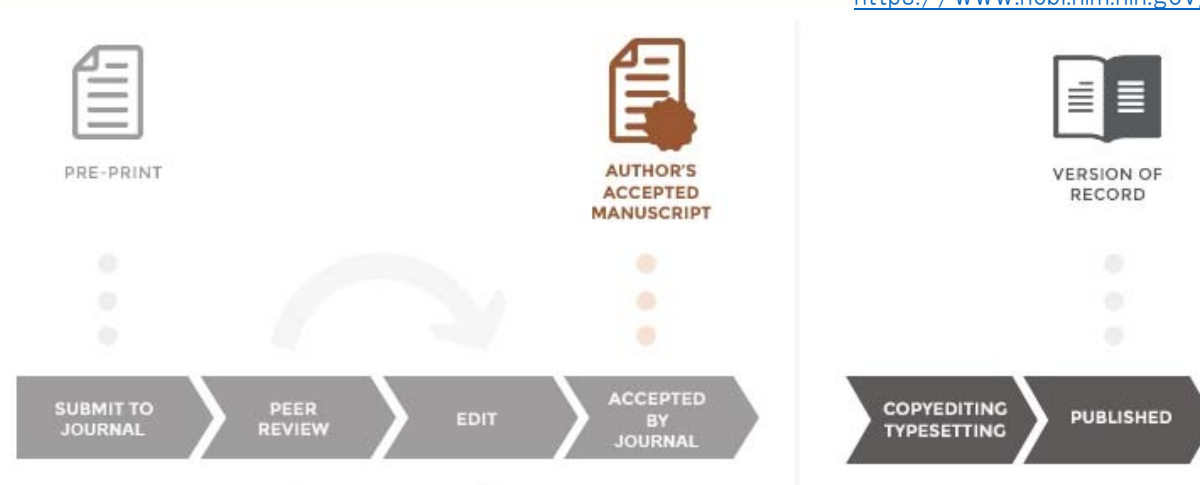 PRE-PRINT
AUTHOR'S
ACCEPTED
MANUSCRIPT
VERSION OF
RECORD
SUBMIT TO
JOURNAL
PEER
REVIEW
EDIT
ACCEPTED
BY
JOURNAL
COPYEDITING
TYPESETTING
PUBLISHED